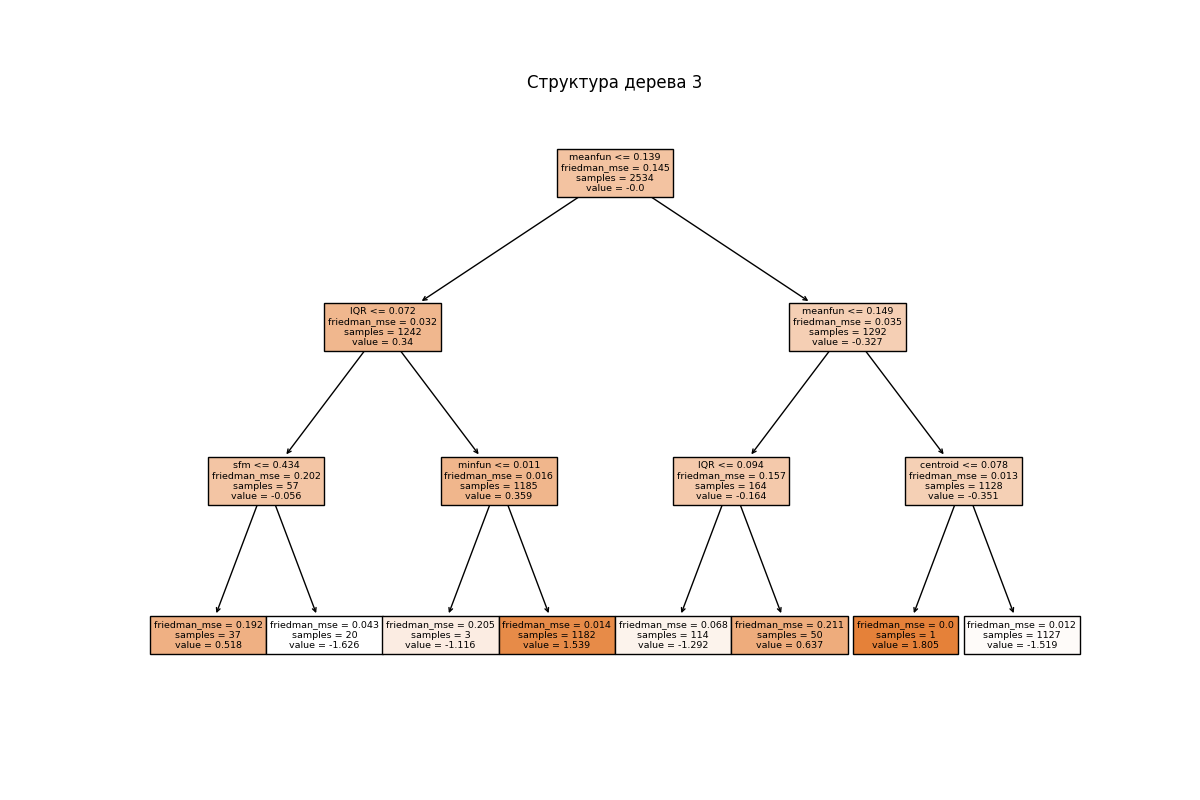 Структура дерева 3
meanfun <= 0.139
friedman_mse = 0.145
samples = 2534
value = -0.0
IQR <= 0.072
friedman_mse = 0.032
samples = 1242
value = 0.34
meanfun <= 0.149
friedman_mse = 0.035
samples = 1292
value = -0.327
sfm <= 0.434
friedman_mse = 0.202
samples = 57
value = -0.056
minfun <= 0.011
friedman_mse = 0.016
samples = 1185
value = 0.359
IQR <= 0.094
friedman_mse = 0.157
samples = 164
value = -0.164
centroid <= 0.078
friedman_mse = 0.013
samples = 1128
value = -0.351
friedman_mse = 0.192
samples = 37
value = 0.518
friedman_mse = 0.043
samples = 20
value = -1.626
friedman_mse = 0.205
samples = 3
value = -1.116
friedman_mse = 0.014
samples = 1182
value = 1.539
friedman_mse = 0.068
samples = 114
value = -1.292
friedman_mse = 0.211
samples = 50
value = 0.637
friedman_mse = 0.0
samples = 1
value = 1.805
friedman_mse = 0.012
samples = 1127
value = -1.519